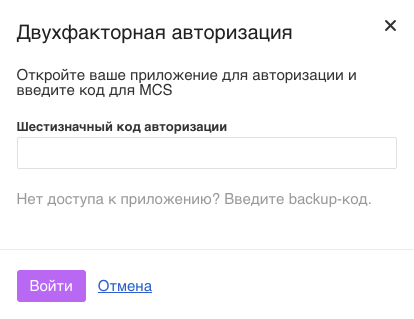 Двухфакторная авторизация
Откройте ваше приложение для авторизации и
введите код для MCS
Шестизначный код авторизации
Нет доступа к приложению? Введите backup-код.
Войти Отмена